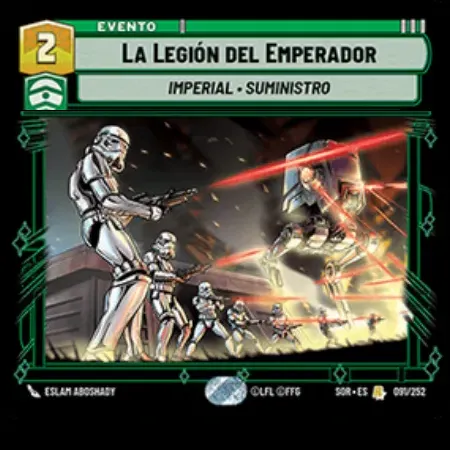 EVENTO
2
LA LEGIÓN DEL EMPERADOR
IMPERIAL • SUMINISTRO
ESLAM ABOSHADY
©LFL ©FFG
SOR • ES
091/252